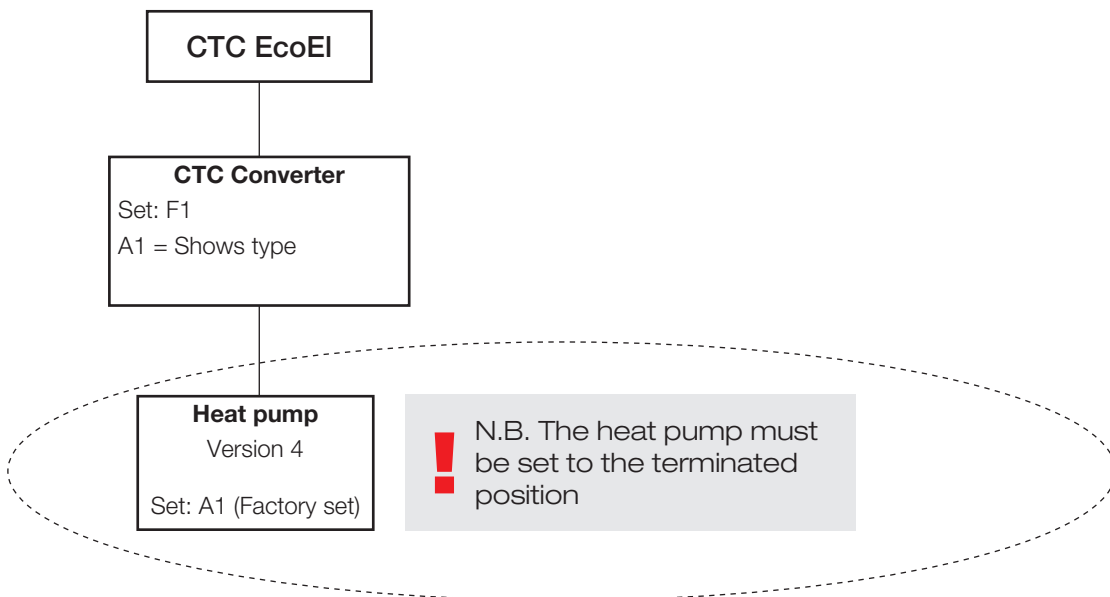 CTC EcoEl
CTC Converter
Set: F1
A1 = Shows type
Heat pump
Version 4
Set: A1 (Factory set)
! N.B. The heat pump must
be set to the terminated
position